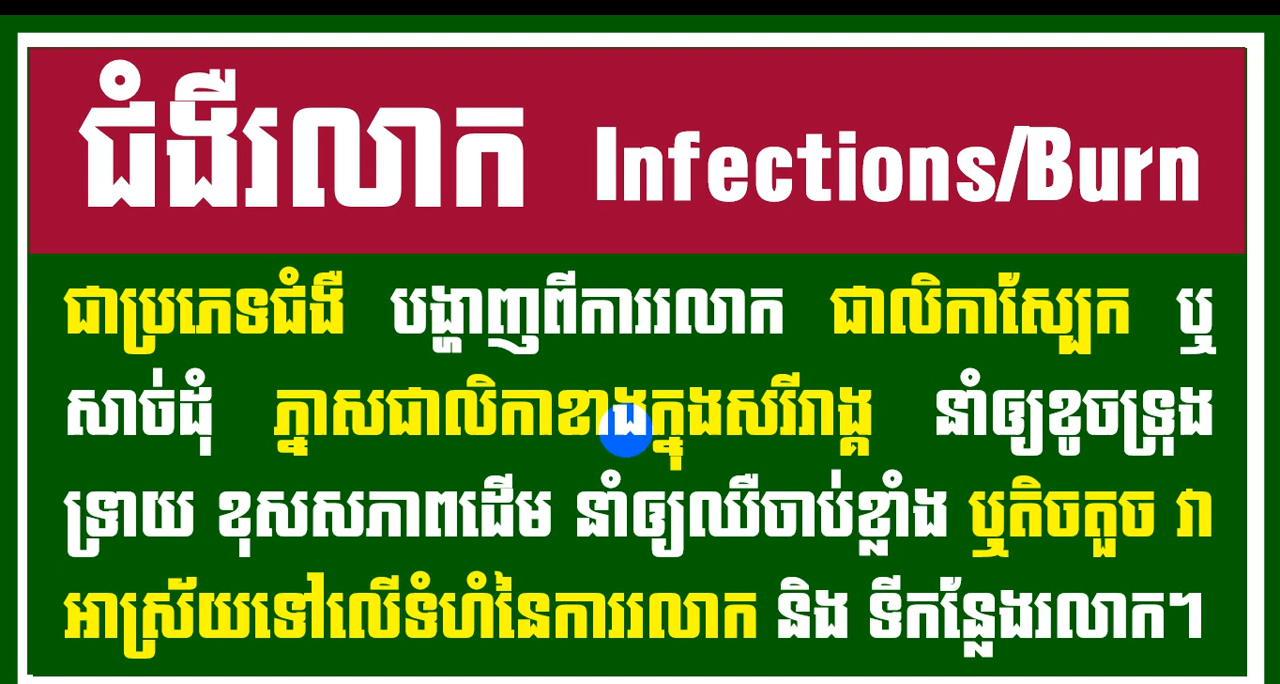 ជំងឺរលាក Infections/Burn
ជាប្រភេទជំងឺ បង្ហាញពីការរលាក ជាលិកាស្បែក ឬ
សាច់ដុំ ភ្នាសជាលិកាខាងក្នុងសរីរាង្គ នាំឲ្យខូចទ្រុង
ទ្រាយ ខុសសភាពដើម នាំឲ្យឈឺចាប់ខ្លាំង ឬតិចតួច វា
អាស្រ័យទៅលើទំហំនៃការរលាក និង ទីកន្លែងរលាក។